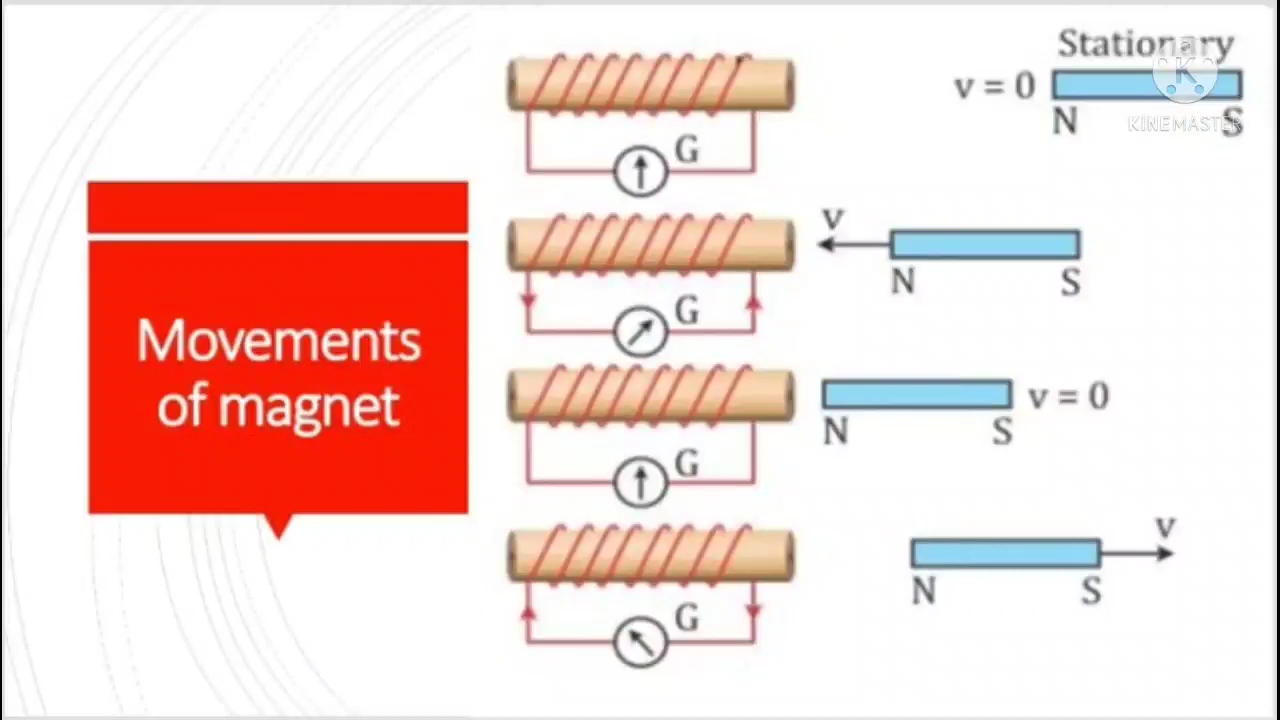 Movements
of magnet
Stationary
v = 0
N
S
K
KINEMASTER
G
v
N
S
G
v = 0
N
S
G
v
N
S
G